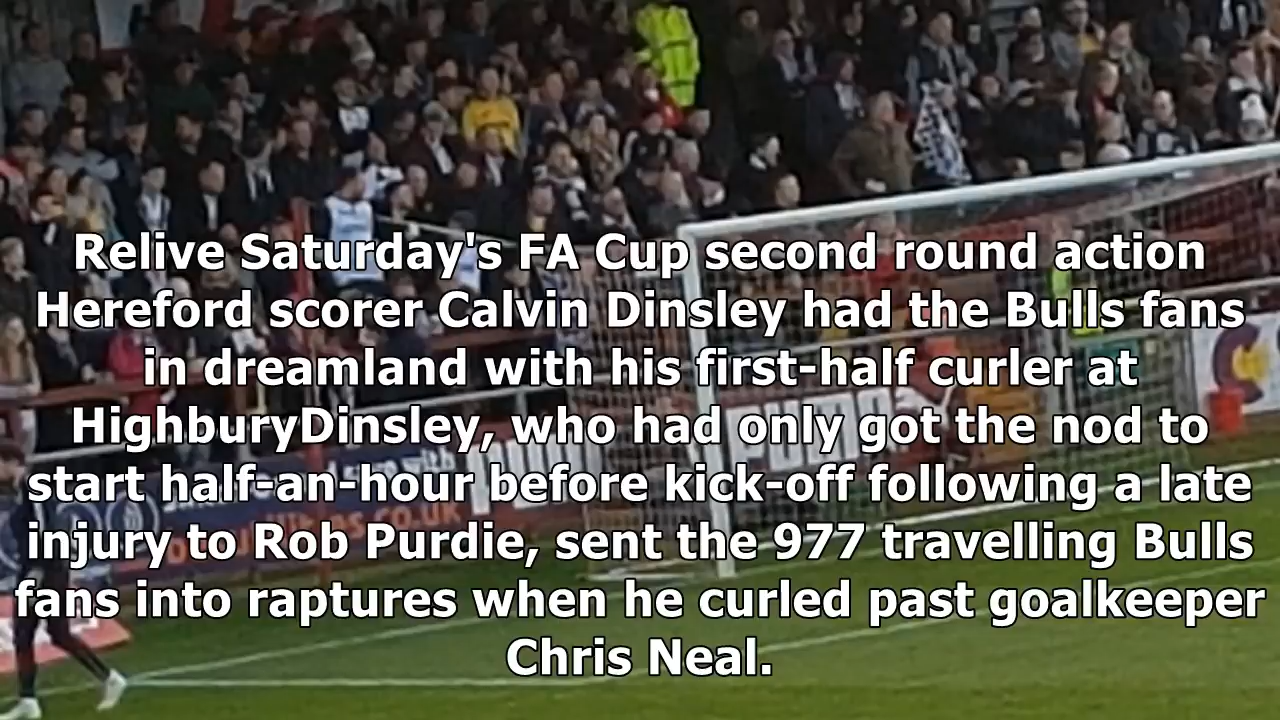 Relive Saturday's FA Cup second round action
Hereford scorer Calvin Dinsley had the Bulls fans
in dreamland with his first-half curler at
HighburyDinsley, who had only got the nod to
start half-an-hour before kick-off following a late
injury to Rob Purdie, sent the 977 travelling Bulls
fans into raptures when he curled past goalkeeper
Chris Neal.
PUMA